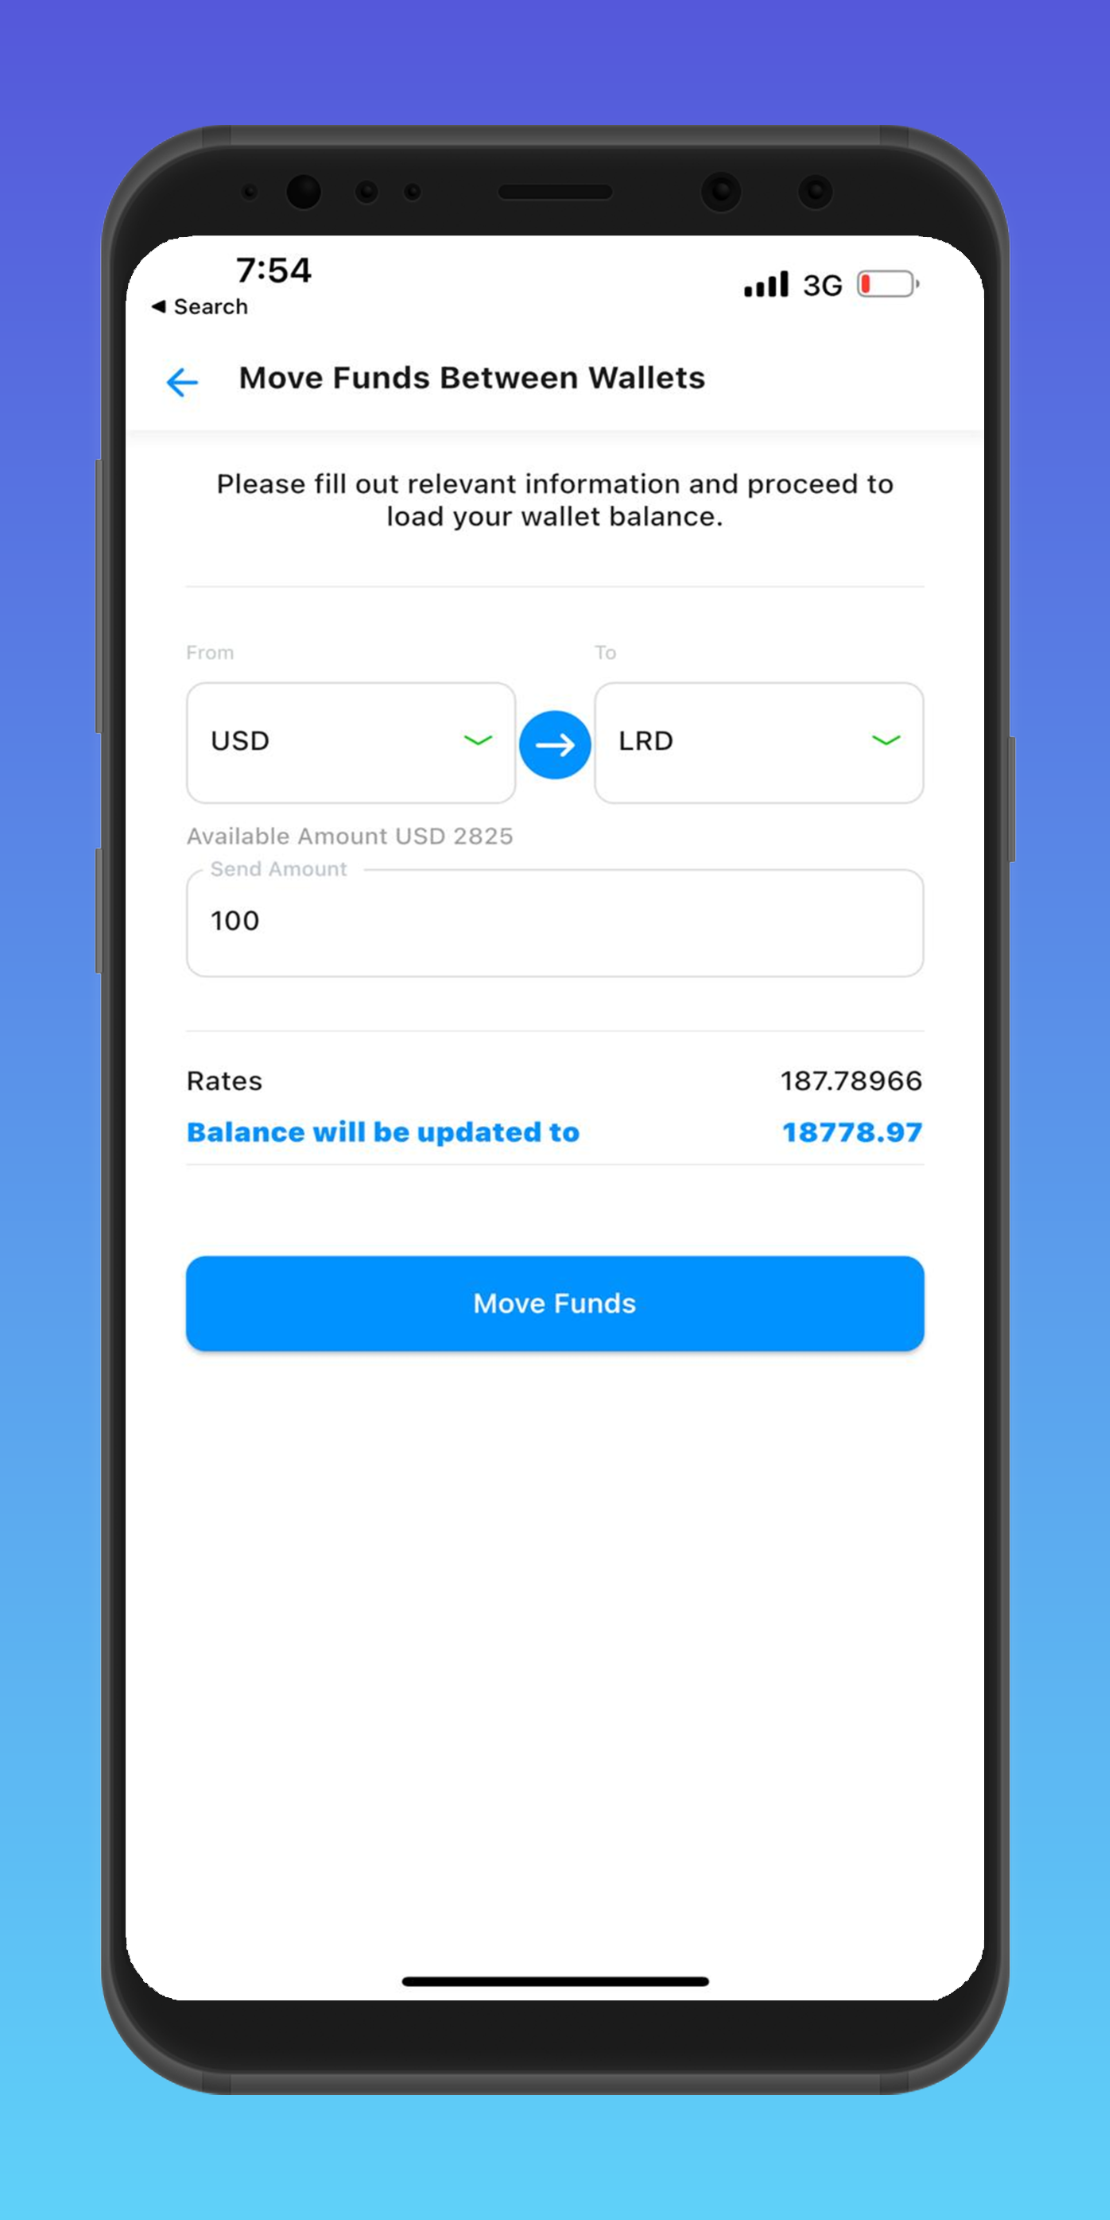 7:54
◀ Search
3G
Move Funds Between Wallets
Please fill out relevant information and proceed to
load your wallet balance.
From
To
USD
LRD
Available Amount USD 2825
Send Amount
100
Rates
187.78966
Balance will be updated to
18778.97
Move Funds